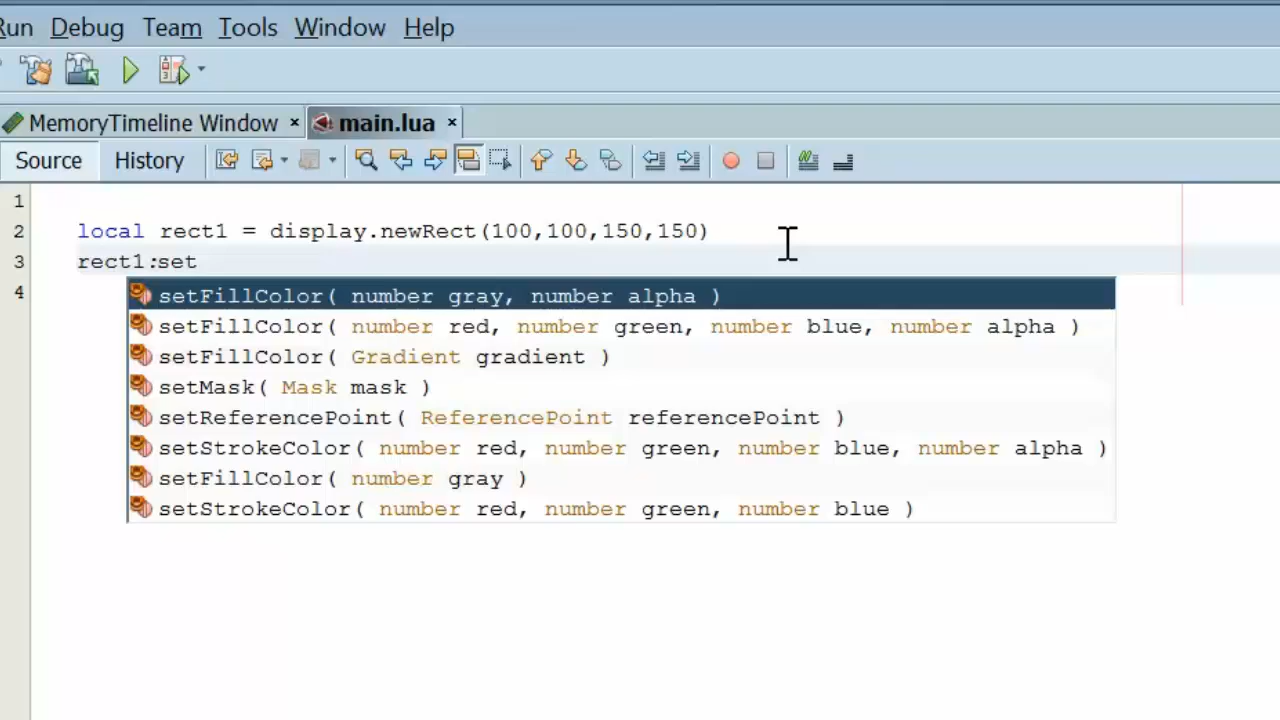 Run Debug Team Tools Window Help
MemoryTimeline Window × main.lua ×
Source History
1
2 local rect1 = display.newRect(100,100,150,150)
3 rect1:set
4
setFillColor( number gray, number alpha )
setFillColor( number red, number green, number blue, number alpha )
setFillColor( Gradient gradient )
setMask( Mask mask )
setReferencePoint( ReferencePoint referencePoint )
setStrokeColor( number red, number green, number blue, number alpha )
setFillColor( number gray )
setStrokeColor( number red, number green, number blue )